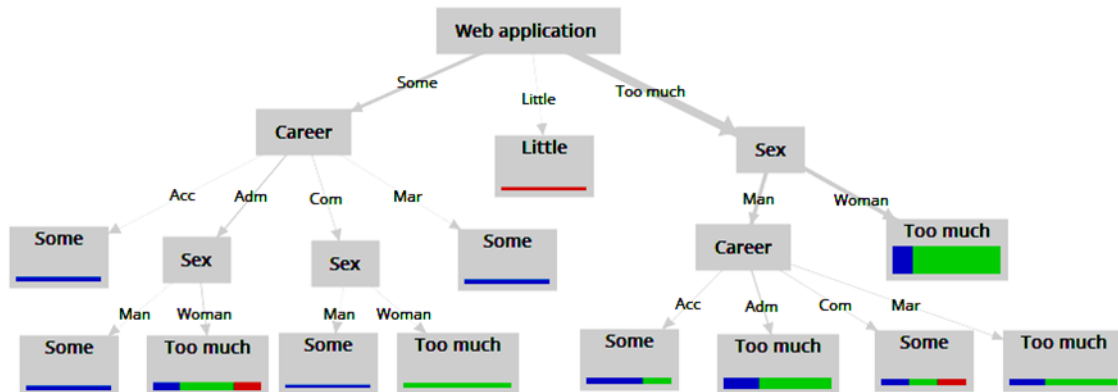 Web application
Some
Little
Too much
Career
Little
Sex
Acc
Adm
Com
Mar
Man
Woman
Some
Sex
Sex
Some
Career
Too much
Man
Woman
Man
Woman
Acc
Adm
Com
Mar
Some
Too much
Some
Too much
Some
Too much
Some
Too much